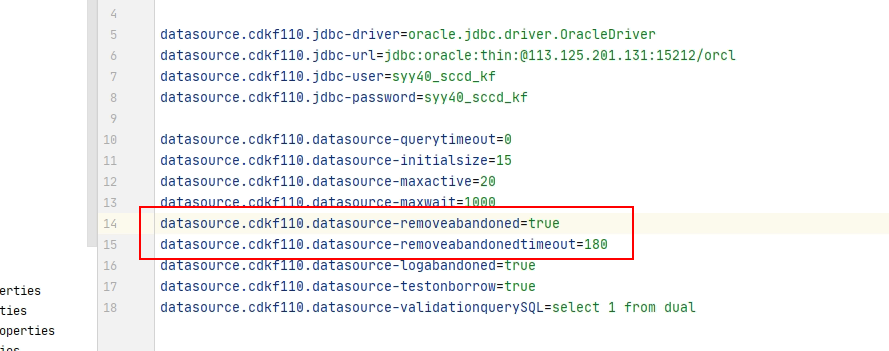 4
5 datasource.cdkf110.jdbc-driver=oracle.jdbc.driver.OracleDriver
6 datasource.cdkf110.jdbc-url=jdbc:oracle:thin:@113.125.201.131:15212/orcl
7 datasource.cdkf110.jdbc-user=syy40_sccd_kf
8 datasource.cdkf110.jdbc-password=syy40_sccd_kf
9
10 datasource.cdkf110.datasource-querytimeout=0
11 datasource.cdkf110.datasource-initialsize=15
12 datasource.cdkf110.datasource-maxactive=20
13 datasource.cdkf110.datasource-maxwait=1000
14 datasource.cdkf110.datasource-removeabandoned=true
15 datasource.cdkf110.datasource-removeabandonedtimeout=180
16 datasource.cdkf110.datasource-logabandoned=true
erties
17 datasource.cdkf110.datasource-testonborrow=true
ties
18 datasource.cdkf110.datasource-validationquerySQL=select 1 from dual
operties
ies